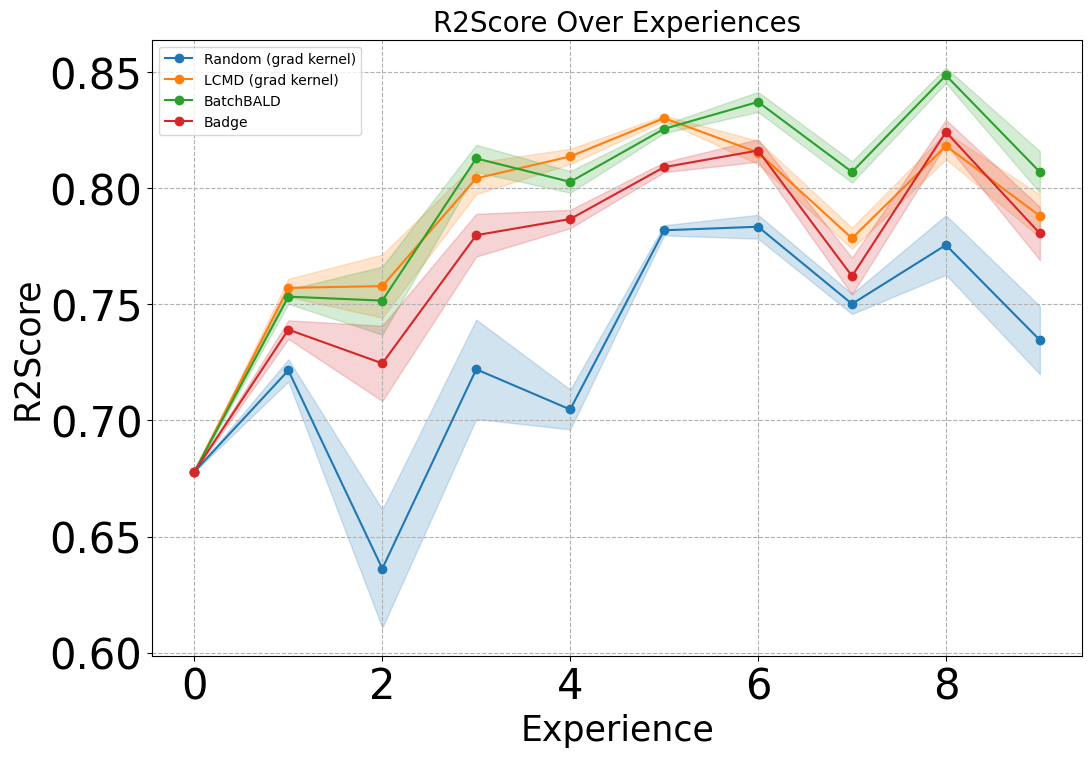 R2Score Over Experiences
Random (grad kernel)
LCMD (grad kernel)
BatchBALD
Badge
R2Score
0.85
0.80
0.75
0.70
0.65
0.60
0 2 4 6 8
Experience